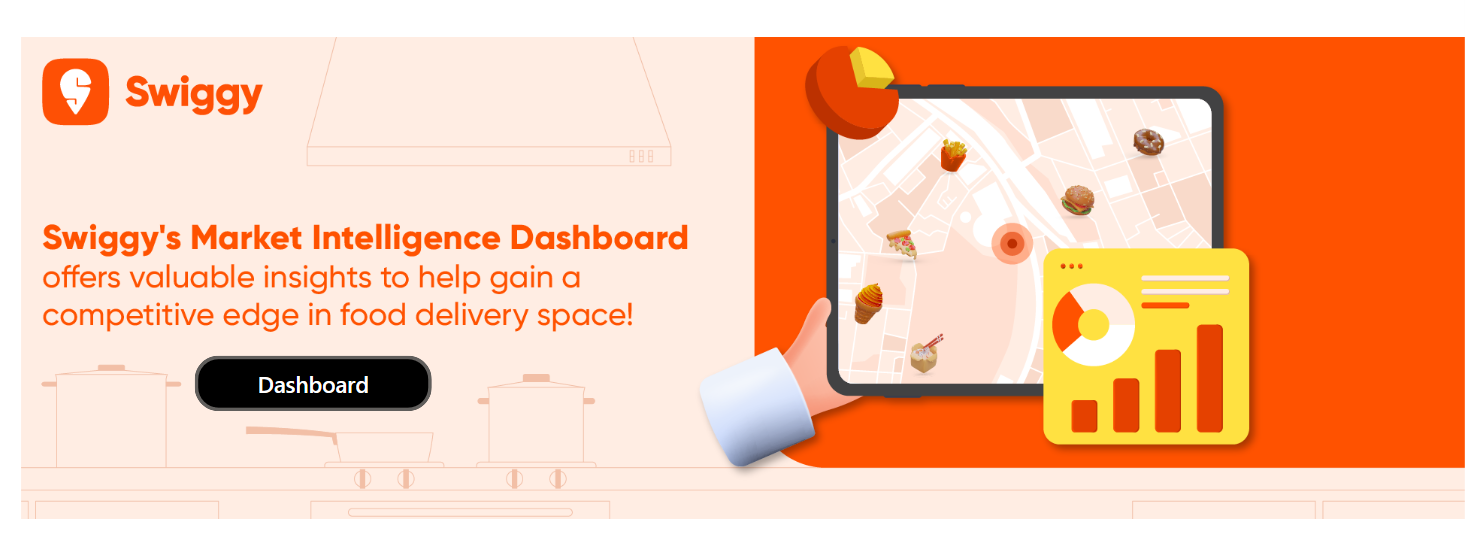 Swiggy
Swiggy's Market Intelligence Dashboard
offers valuable insights to help gain a
competitive edge in food delivery space!
Dashboard